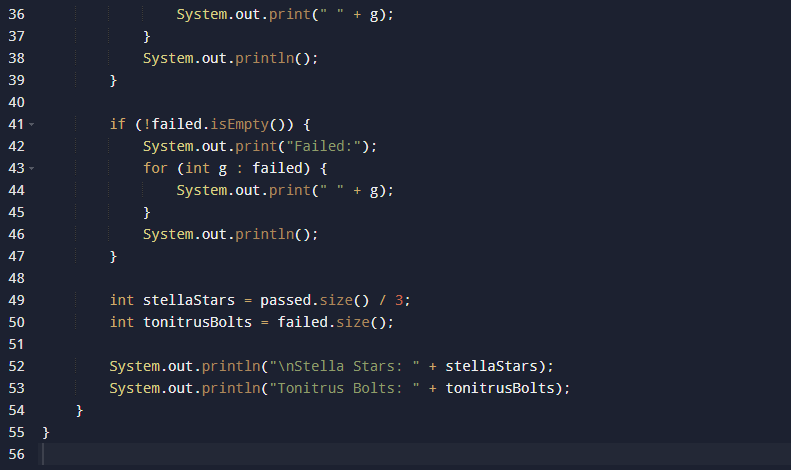 36                 System.out.print(" " + g);
37             }
38             System.out.println();
39         }
40
41         if (!failed.isEmpty()) {
42             System.out.print("Failed:");
43             for (int g : failed) {
44                 System.out.print(" " + g);
45             }
46             System.out.println();
47         }
48
49         int stellaStars = passed.size() / 3;
50         int tonitrusBolts = failed.size();
51
52         System.out.println("\nStella Stars: " + stellaStars);
53         System.out.println("Tonitrus Bolts: " + tonitrusBolts);
54     }
55 }
56